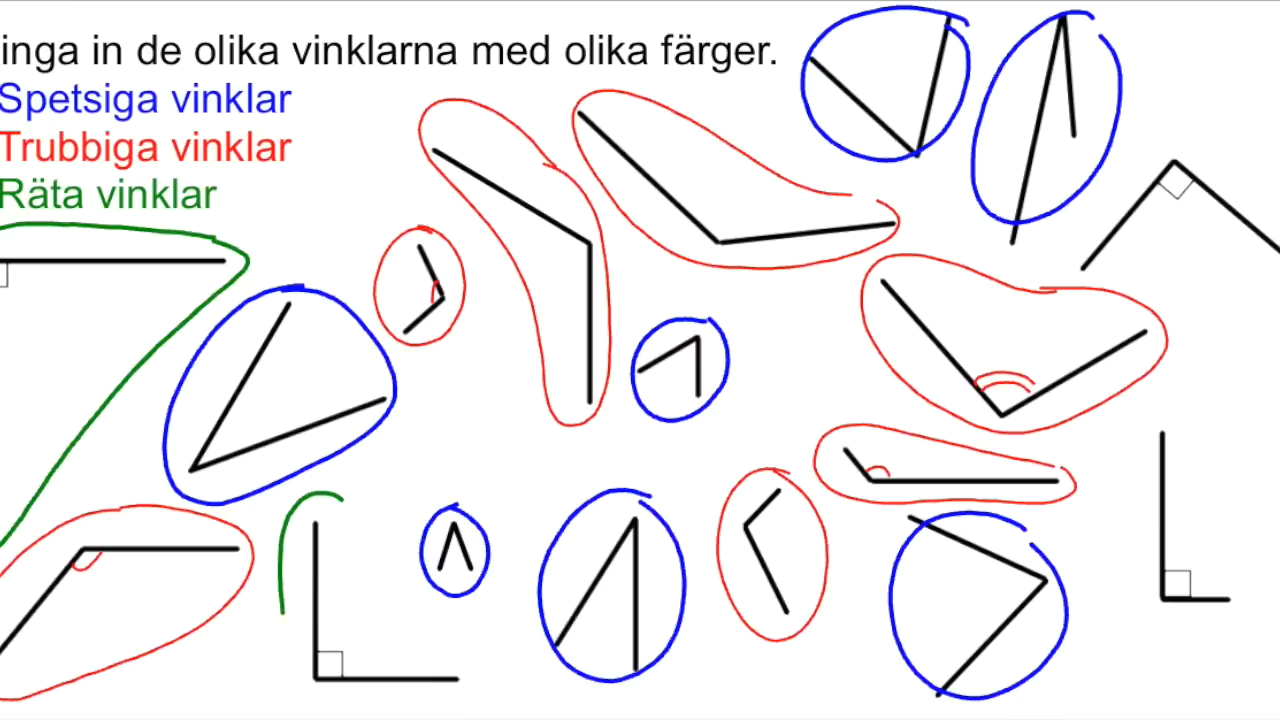 inga in de olika vinklarna med olika färger.
Spetsiga vinklar
Trubbiga vinklar
Räta vinklar